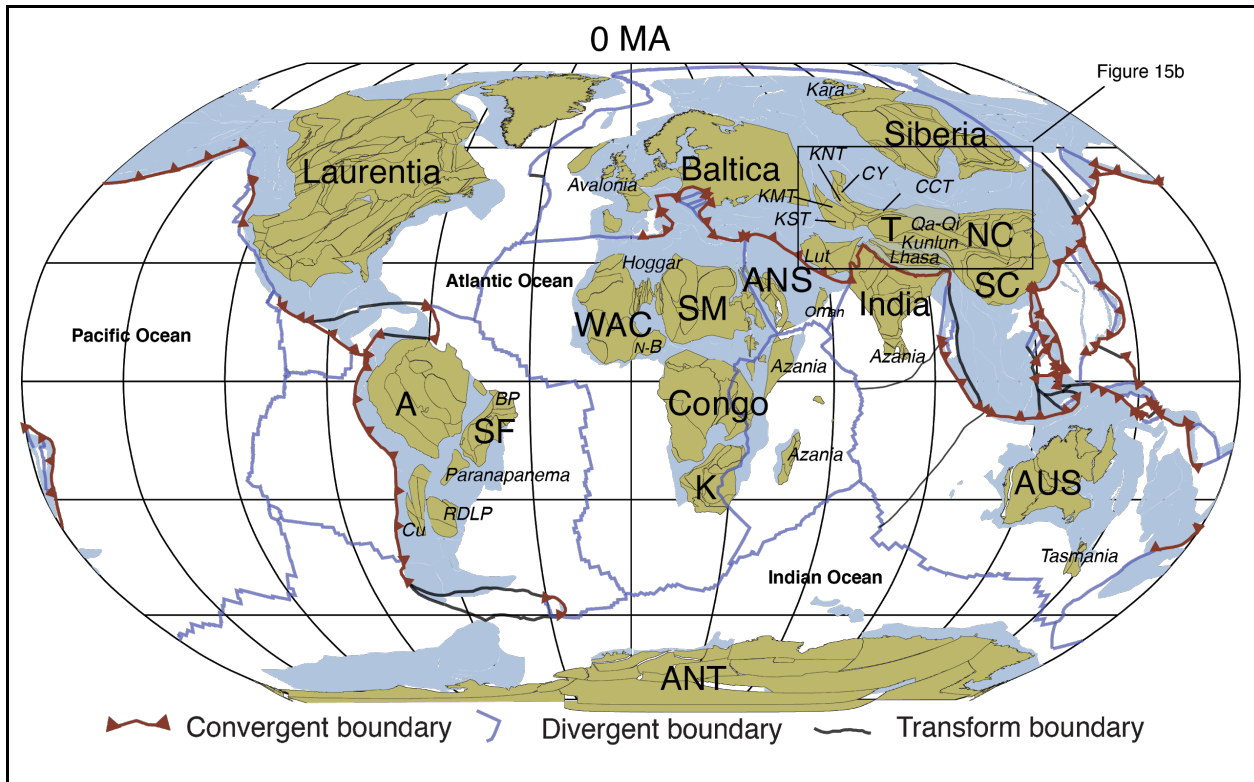 0 MA
Figure 15b
Kara
Siberia
Laurentia
Baltica
Avalonia
KNT
CY
CCT
KMT
KST
T
Qa-Qi
NC
Kunlun
Lhasa
Lut
SC
Hoggar
ANS
Atlantic Ocean
SM
WAC
Oman
India
N-B
Azania
Azania
Pacific Ocean
A
BP
SF
Congo
Paranapanema
Azania
K
AUS
Cu
RDLP
Tasmania
Indian Ocean
ANT
Convergent boundary
Divergent boundary
Transform boundary